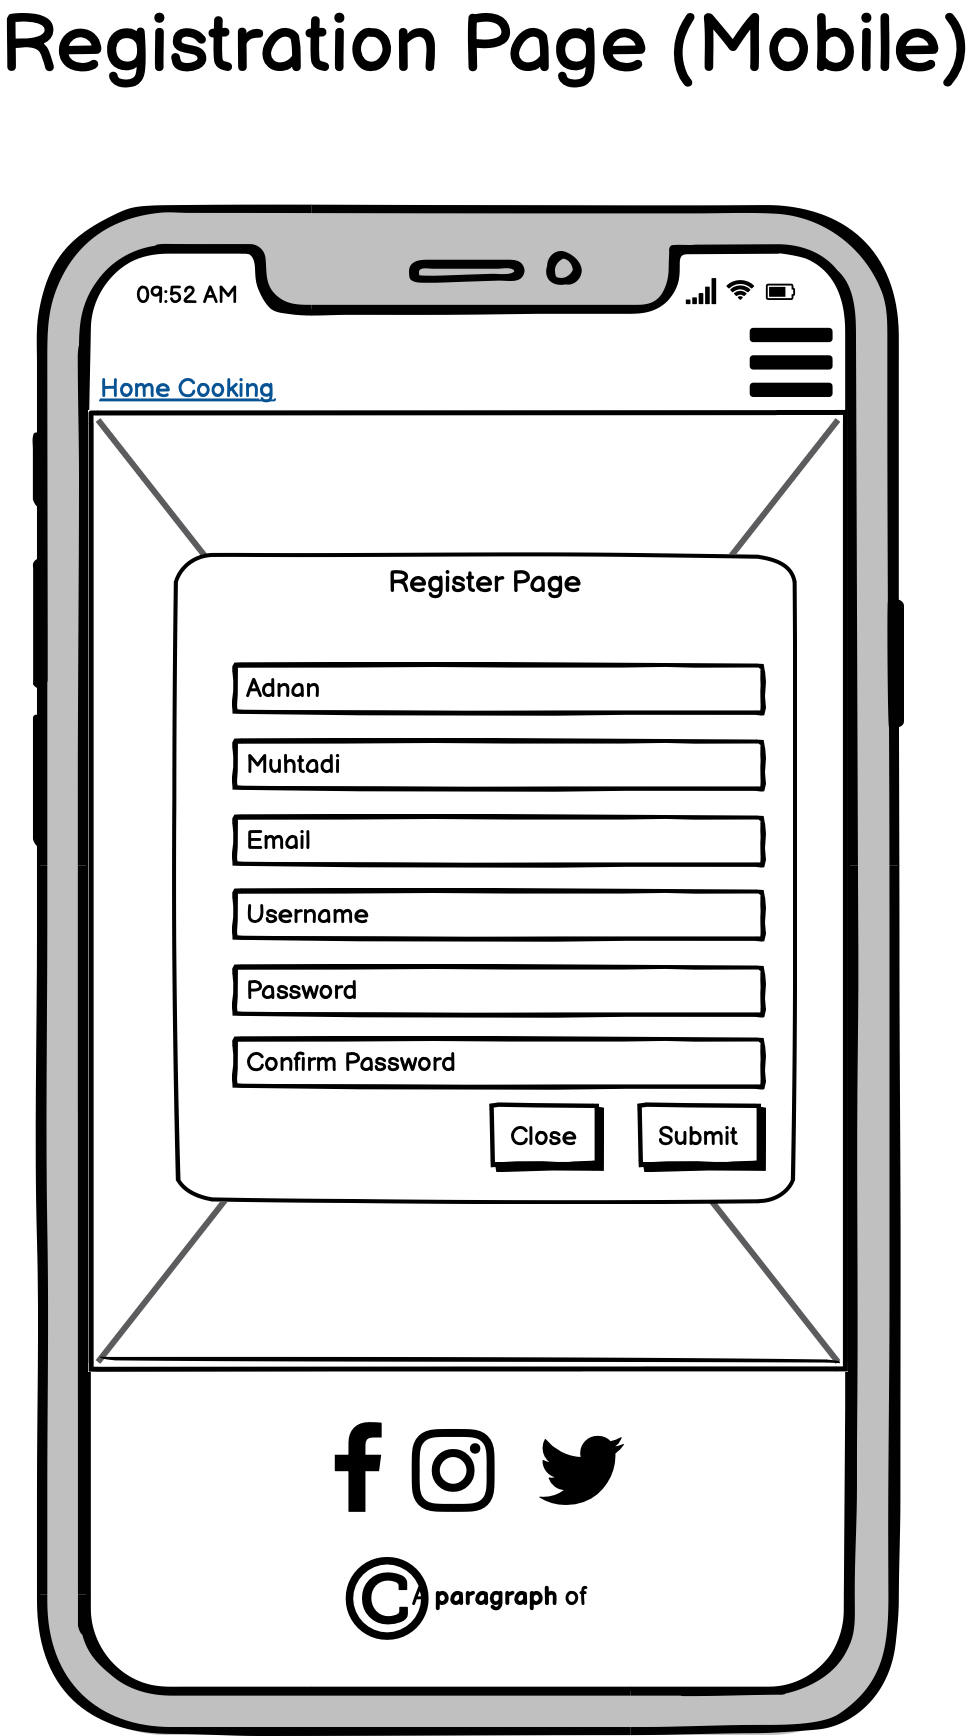 Registration Page (Mobile)
09:52 AM
Home Cooking
Register Page
Adnan
Muhtadi
Email
Username
Password
Confirm Password
Close Submit
© A paragraph of